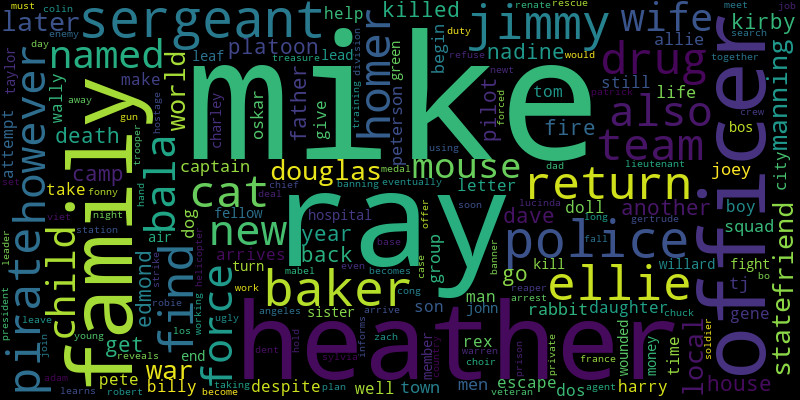 must
colin
later
enemy
sergeant
help
killed
jimmy
renate
rescue
duty
wife
meet
job
search
kirby
allie
named
day
treasure
platoon
leaf
lead
division
green
begin
nadine
refuse
would
together
drug
taylor
however
wally
away
make
world
father
homer
mike
pilot
newt
forced
tom
patrick
still
life
crew
manning
attempt
death
gun
trooper
hostage
charley
oskar
give
training
peterson
using
dad
fire
also
team
bos
lieutenant
joey
city
officer
set
family
camp
take
fonny
hand
bala
captain
cat
dog
douglas
banning
medal
mouse
letter
return
chief
deal
eventually
soon
lucinda
doll
long
another
boy
squad
viet
night
station
air
fellow
hospital
offer
dave
fall
gertrude
friend
state
leader
pirate
child
edmond
find
strike
helicopter
new
year
ray
base
group
case
banner
police
tj
fight
bo
president
arrives
back
turn
mabel
even
becomes
go
kill
willard
gene
get
force
work
baker
cong
man
reaper
arrest
ellie
chuck
leave
join
young
reveals
robie
los
working
angeles
sister
arrive
son
john
rabbit
daughter
soldier
local
end
ugly
heather
informs
zach
member
country
rex
choir
warren
prison
private
france
wounded
money
time
adam
learns
pete
robert
war
billy
become
taking
dent
despite
hold
plan
sylvia
well
town
men
veteran
escape
dos
agent
harry
house